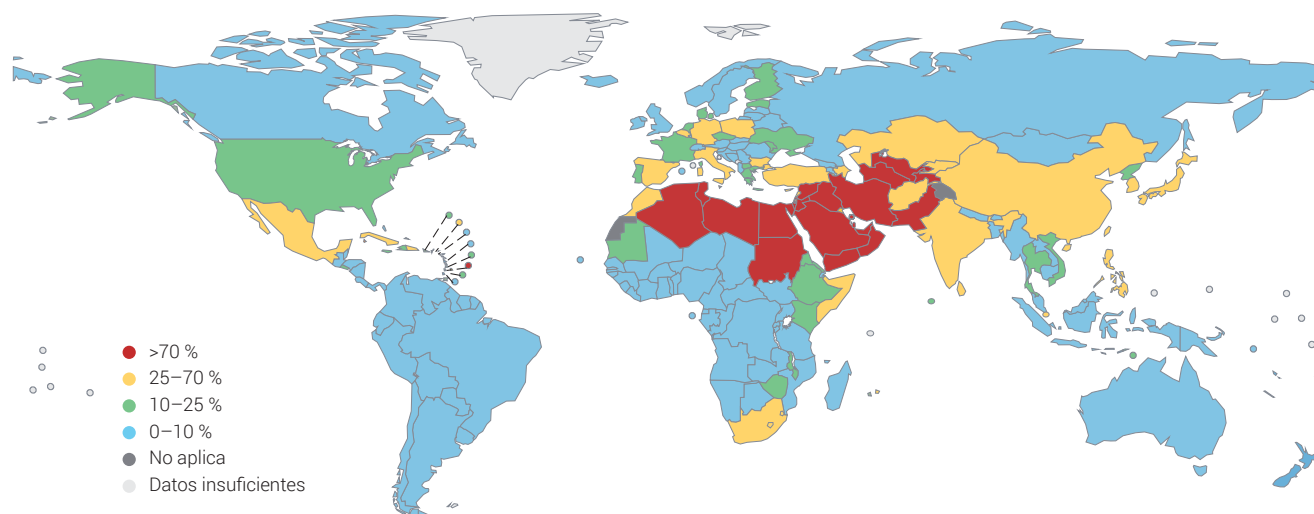 >70 %
25–70 %
10–25 %
0–10 %
No aplica
Datos insuficientes